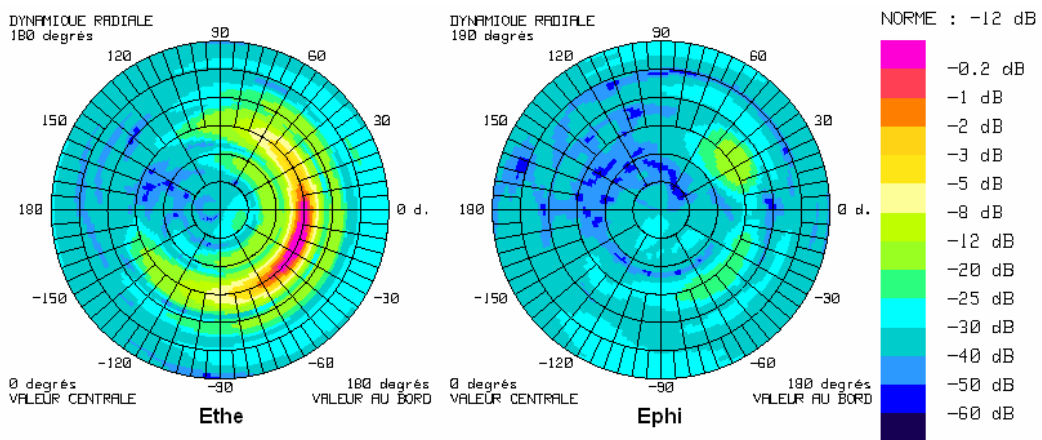 DYNAMIQUE RADIALE
180 degrés
90
120
60
150
30
180
0 d.
-150
-30
-120
-60
-90
0 degrés
VALEUR CENTRALE
180 degrés
VALEUR AU BORD
Ethe
DYNAMIQUE RADIALE
180 degrés
90
120
60
150
30
180
0 d.
-150
-30
-120
-60
-90
0 degrés
VALEUR CENTRALE
180 degrés
VALEUR AU BORD
Ephi
NORME : -12 dB
-0.2 dB
-1 dB
-2 dB
-3 dB
-5 dB
-8 dB
-12 dB
-20 dB
-25 dB
-30 dB
-40 dB
-50 dB
-60 dB